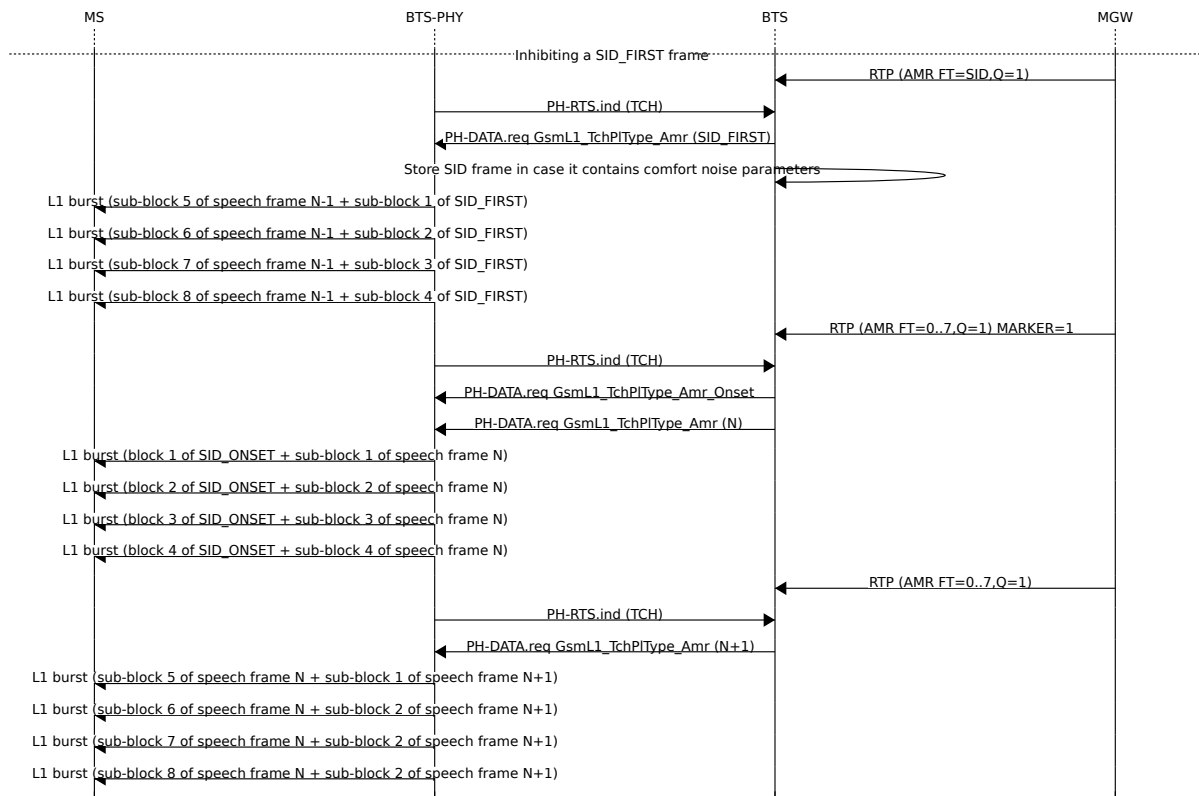 MS BTS-PHY BTS MGW
Inhibiting a SID_FIRST frame
RTP (AMR FT=SID,Q=1)
PH-RTS.ind (TCH)
PH-DATA.req GsmL1_TchPlType_Amr (SID_FIRST)
Store SID frame in case it contains comfort noise parameters
L1 burst (sub-block 5 of speech frame N-1 + sub-block 1 of SID_FIRST)
L1 burst (sub-block 6 of speech frame N-1 + sub-block 2 of SID_FIRST)
L1 burst (sub-block 7 of speech frame N-1 + sub-block 3 of SID_FIRST)
L1 burst (sub-block 8 of speech frame N-1 + sub-block 4 of SID_FIRST)
RTP (AMR FT=0..7,Q=1) MARKER=1
PH-RTS.ind (TCH)
PH-DATA.req GsmL1_TchPlType_Amr_Onset
PH-DATA.req GsmL1_TchPlType_Amr (N)
L1 burst (block 1 of SID_ONSET + sub-block 1 of speech frame N)
L1 burst (block 2 of SID_ONSET + sub-block 2 of speech frame N)
L1 burst (block 3 of SID_ONSET + sub-block 3 of speech frame N)
L1 burst (block 4 of SID_ONSET + sub-block 4 of speech frame N)
RTP (AMR FT=0..7,Q=1)
PH-RTS.ind (TCH)
PH-DATA.req GsmL1_TchPlType_Amr (N+1)
L1 burst (sub-block 5 of speech frame N + sub-block 1 of speech frame N+1)
L1 burst (sub-block 6 of speech frame N + sub-block 2 of speech frame N+1)
L1 burst (sub-block 7 of speech frame N + sub-block 2 of speech frame N+1)
L1 burst (sub-block 8 of speech frame N + sub-block 2 of speech frame N+1)